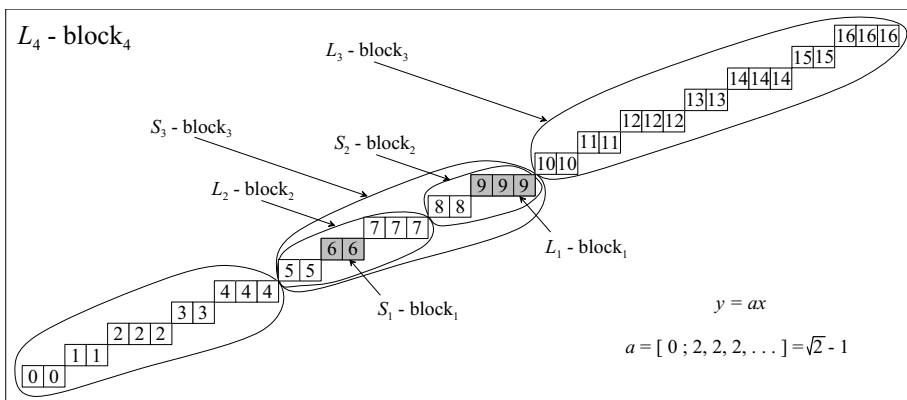 L₄ - block₄
L₃ - block₃
16 16 16
15 15
14 14 14
13 13
12 12 12
11 11
10 10
S₃ - block₃
S₂ - block₂
L₂ - block₂
9 9 9
8 8
7 7 7
6 6
5 5
L₁ - block₁
S₁ - block₁
4 4 4
3 3
2 2 2
1 1
0 0
y = ax
a = [ 0 ; 2, 2, 2, . . . ] = √2 - 1